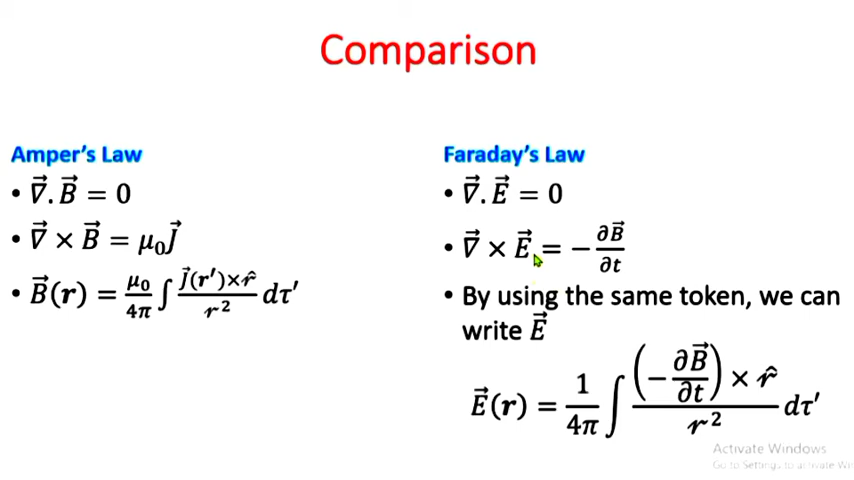 Comparison
Amper's Law
• ∇⃗.B⃗ = 0
• ∇⃗ × B⃗ = μ₀J⃗
• B⃗(r) = μ₀/4π ∫ J⃗(r′)×r̂/r² dτ′
Faraday's Law
• ∇⃗.E⃗ = 0
• ∇⃗ × E⃗ = −∂B⃗/∂t
• By using the same token, we can
write E⃗
E⃗(r) = 1/4π ∫ (−∂B⃗/∂t) × r̂/r² dτ′
Activate Windows
Go to Settings to activate Wi